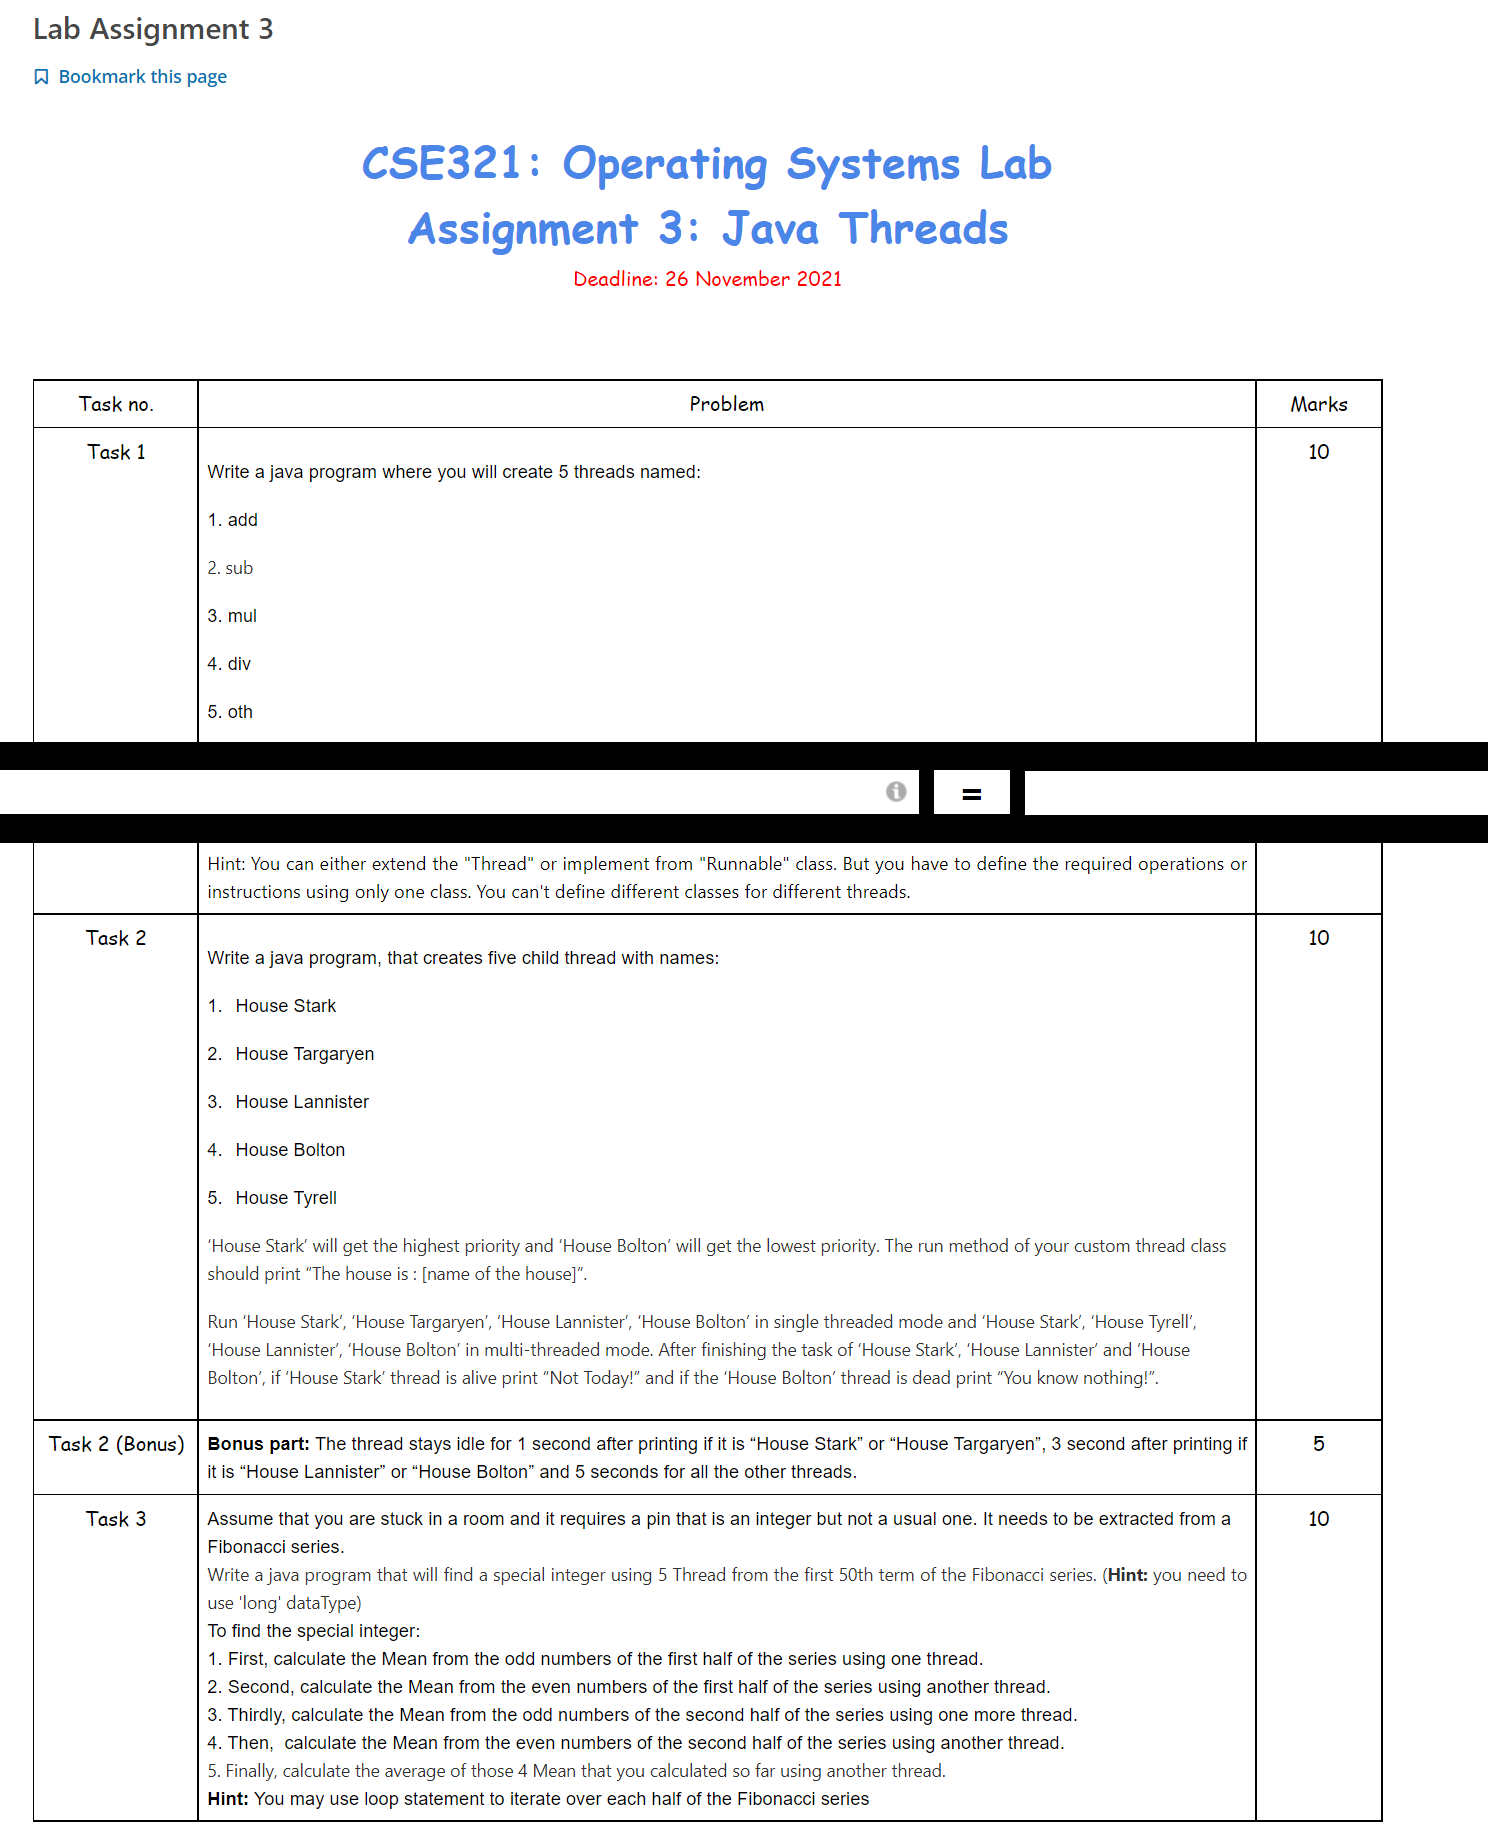 Lab Assignment 3
Bookmark this page
CSE321: Operating Systems Lab
Assignment 3: Java Threads
Deadline: 26 November 2021
Task no. Problem Marks
Task 1 10
Write a java program where you will create 5 threads named:
1. add
2. sub
3. mul
4. div
5. oth
=
Hint: You can either extend the "Thread" or implement from "Runnable" class. But you have to define the required operations or
instructions using only one class. You can't define different classes for different threads.
Task 2 10
Write a java program, that creates five child thread with names:
1. House Stark
2. House Targaryen
3. House Lannister
4. House Bolton
5. House Tyrell
‘House Stark’ will get the highest priority and ‘House Bolton’ will get the lowest priority. The run method of your custom thread class
should print “The house is : [name of the house]”.
Run ‘House Stark’, ‘House Targaryen’, ‘House Lannister’, ‘House Bolton’ in single threaded mode and ‘House Stark’, ‘House Tyrell’,
‘House Lannister’, ‘House Bolton’ in multi-threaded mode. After finishing the task of ‘House Stark’, ‘House Lannister’ and ‘House
Bolton’, if ‘House Stark’ thread is alive print “Not Today!” and if the ‘House Bolton’ thread is dead print “You know nothing!”.
Task 2 (Bonus) Bonus part: The thread stays idle for 1 second after printing if it is “House Stark” or “House Targaryen”, 3 second after printing if 5
it is “House Lannister” or “House Bolton” and 5 seconds for all the other threads.
Task 3 Assume that you are stuck in a room and it requires a pin that is an integer but not a usual one. It needs to be extracted from a 10
Fibonacci series.
Write a java program that will find a special integer using 5 Thread from the first 50th term of the Fibonacci series. (Hint: you need to
use 'long' dataType)
To find the special integer:
1. First, calculate the Mean from the odd numbers of the first half of the series using one thread.
2. Second, calculate the Mean from the even numbers of the first half of the series using another thread.
3. Thirdly, calculate the Mean from the odd numbers of the second half of the series using one more thread.
4. Then, calculate the Mean from the even numbers of the second half of the series using another thread.
5. Finally, calculate the average of those 4 Mean that you calculated so far using another thread.
Hint: You may use loop statement to iterate over each half of the Fibonacci series